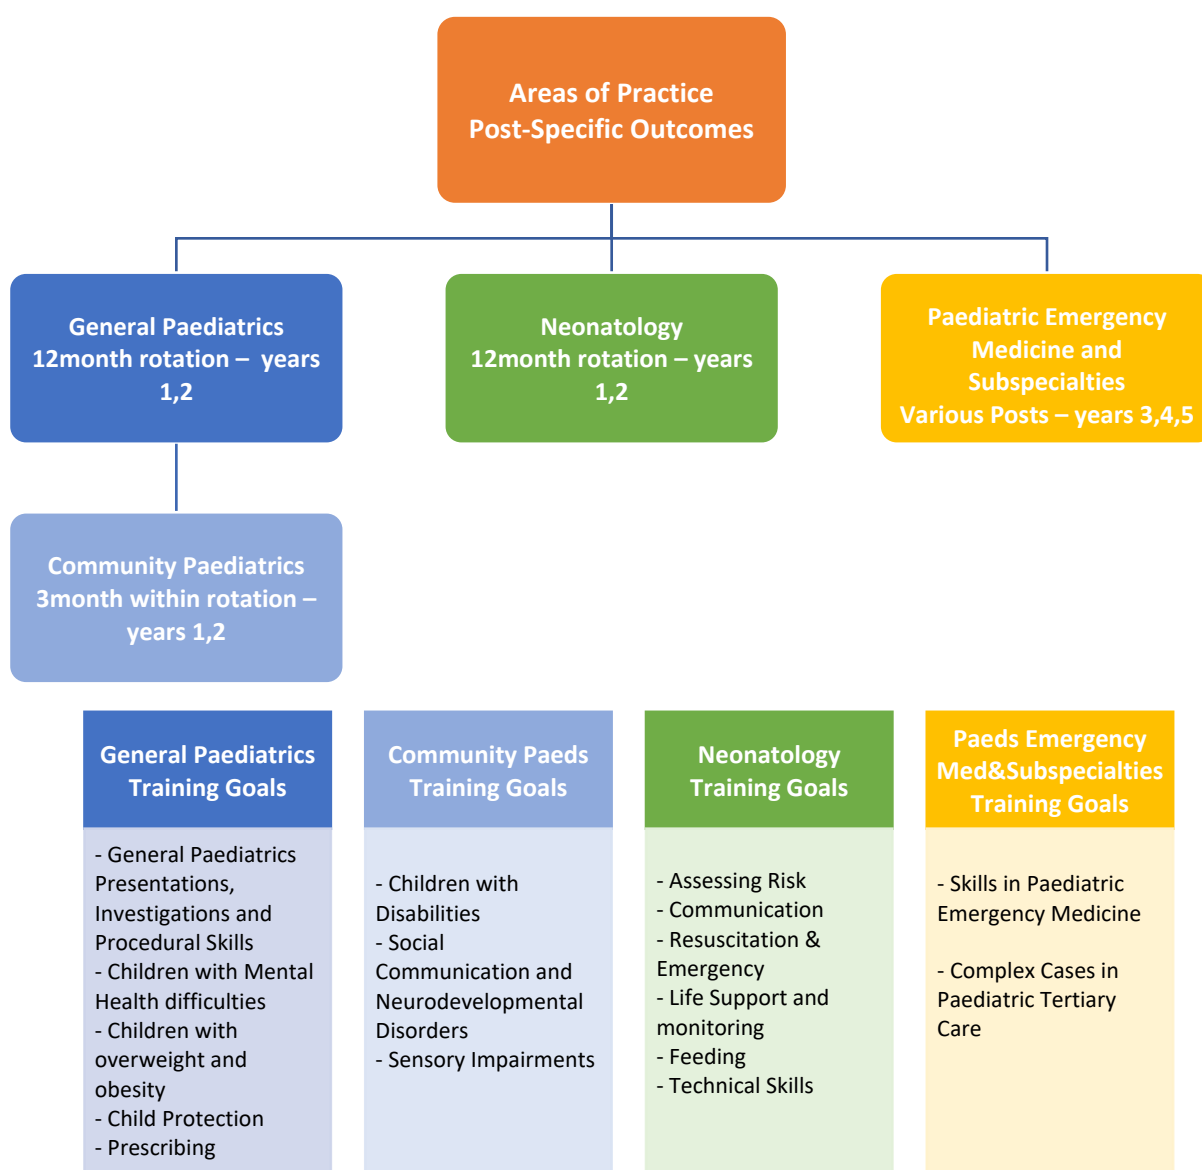 Areas of Practice
Post-Specific Outcomes
General Paediatrics
12month rotation –  years
1,2
Neonatology
12month rotation – years
1,2
Paediatric Emergency
Medicine and
Subspecialties
Various Posts – years 3,4,5
Community Paediatrics
3month within rotation –
years 1,2
General Paediatrics
Training Goals
- General Paediatrics
Presentations,
Investigations and
Procedural Skills
- Children with Mental
Health difficulties
- Children with
overweight and
obesity
- Child Protection
- Prescribing
Community Paeds
Training Goals
- Children with
Disabilities
- Social
Communication and
Neurodevelopmental
Disorders
- Sensory Impairments
Neonatology
Training Goals
- Assessing Risk
- Communication
- Resuscitation &
Emergency
- Life Support and
monitoring
- Feeding
- Technical Skills
Paeds Emergency
Med&Subspecialties
Training Goals
- Skills in Paediatric
Emergency Medicine
- Complex Cases in
Paediatric Tertiary
Care